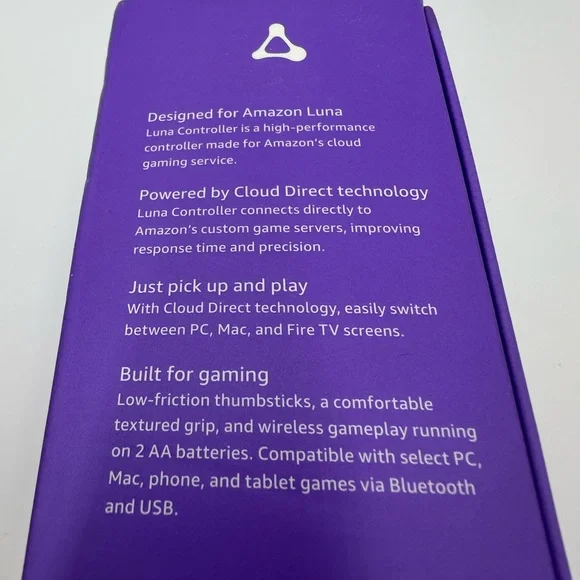 Designed for Amazon Luna
Luna Controller is a high-performance
controller made for Amazon's cloud
gaming service.
Powered by Cloud Direct technology
Luna Controller connects directly to
Amazon's custom game servers, improving
response time and precision.
Just pick up and play
With Cloud Direct technology, easily switch
between PC, Mac, and Fire TV screens.
Built for gaming
Low-friction thumbsticks, a comfortable
textured grip, and wireless gameplay running
on 2 AA batteries. Compatible with select PC,
Mac, phone, and tablet games via Bluetooth
and USB.